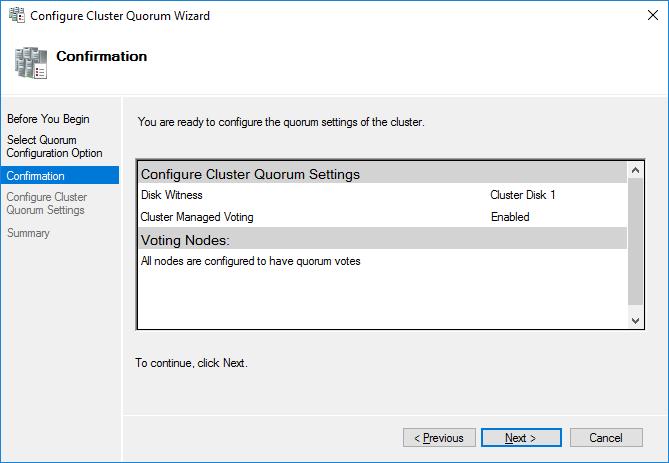 Configure Cluster Quorum Wizard
Confirmation
Before You Begin
Select Quorum
Configuration Option
Confirmation
Configure Cluster
Quorum Settings
Summary
You are ready to configure the quorum settings of the cluster.
Configure Cluster Quorum Settings
Disk Witness Cluster Disk 1
Cluster Managed Voting Enabled
Voting Nodes:
All nodes are configured to have quorum votes
To continue, click Next.
< Previous Next > Cancel